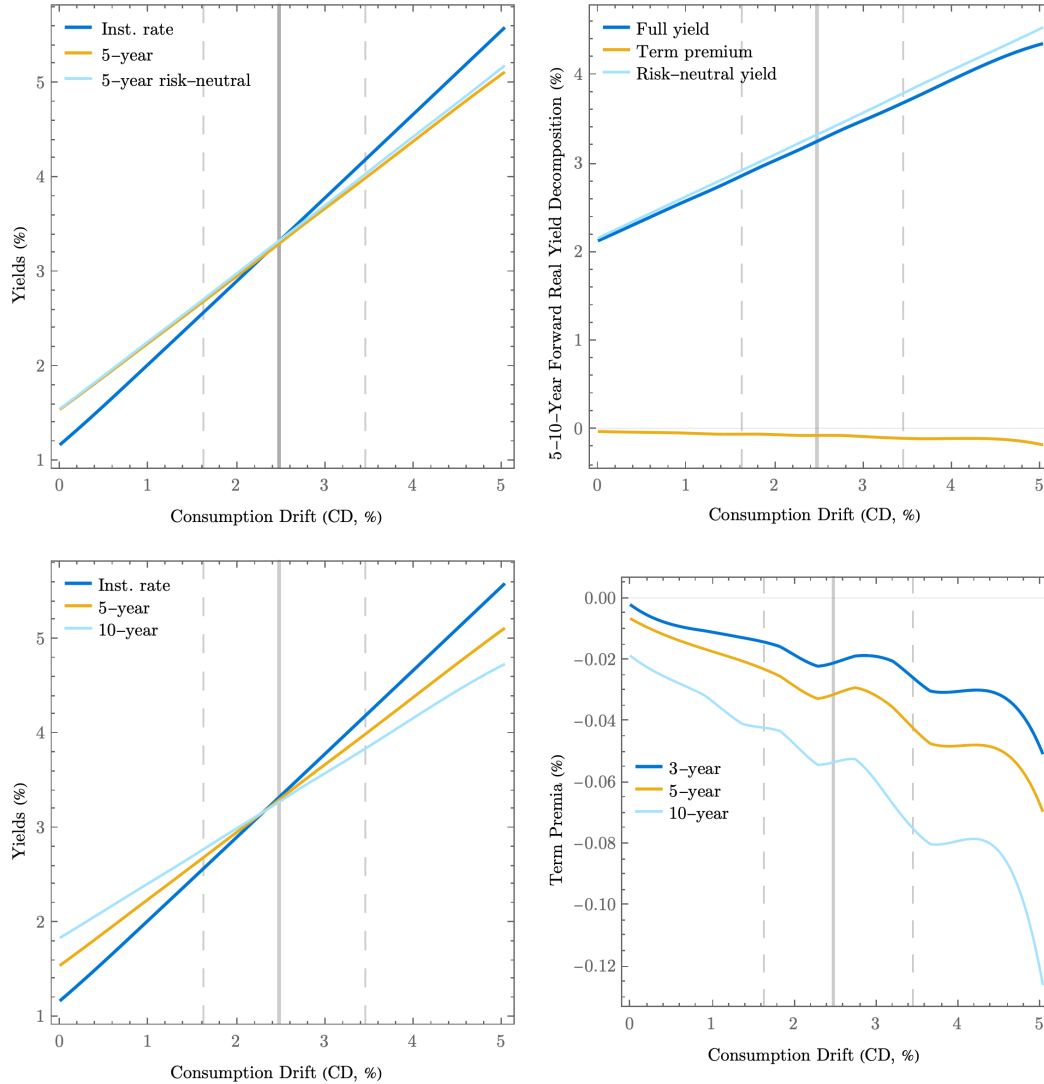 Inst. rate
5−year
5−year risk−neutral
Yields (%)
5
4
3
2
1
0 1 2 3 4 5
Consumption Drift (CD, %)
Full yield
Term premium
Risk−neutral yield
5−10−Year Forward Real Yield Decomposition (%)
4
3
2
1
0
0 1 2 3 4 5
Consumption Drift (CD, %)
Inst. rate
5−year
10−year
Yields (%)
5
4
3
2
1
0 1 2 3 4 5
Consumption Drift (CD, %)
0.00
−0.02
−0.04
−0.06
−0.08
−0.10
−0.12
Term Premia (%)
3−year
5−year
10−year
0 1 2 3 4 5
Consumption Drift (CD, %)